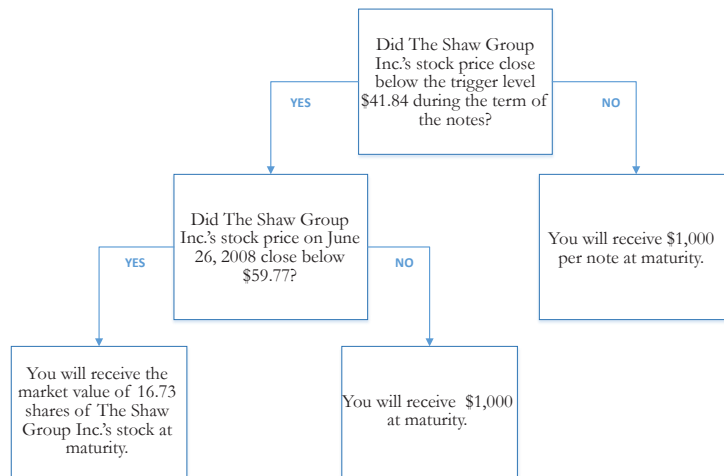 Did The Shaw Group
Inc.'s stock price close
below the trigger level
$41.84 during the term of
the notes?
YES
NO
Did The Shaw Group
Inc.'s stock price on June
26, 2008 close below
$59.77?
You will receive $1,000
per note at maturity.
YES
NO
You will receive the
market value of 16.73
shares of The Shaw
Group Inc.'s stock at
maturity.
You will receive $1,000
at maturity.